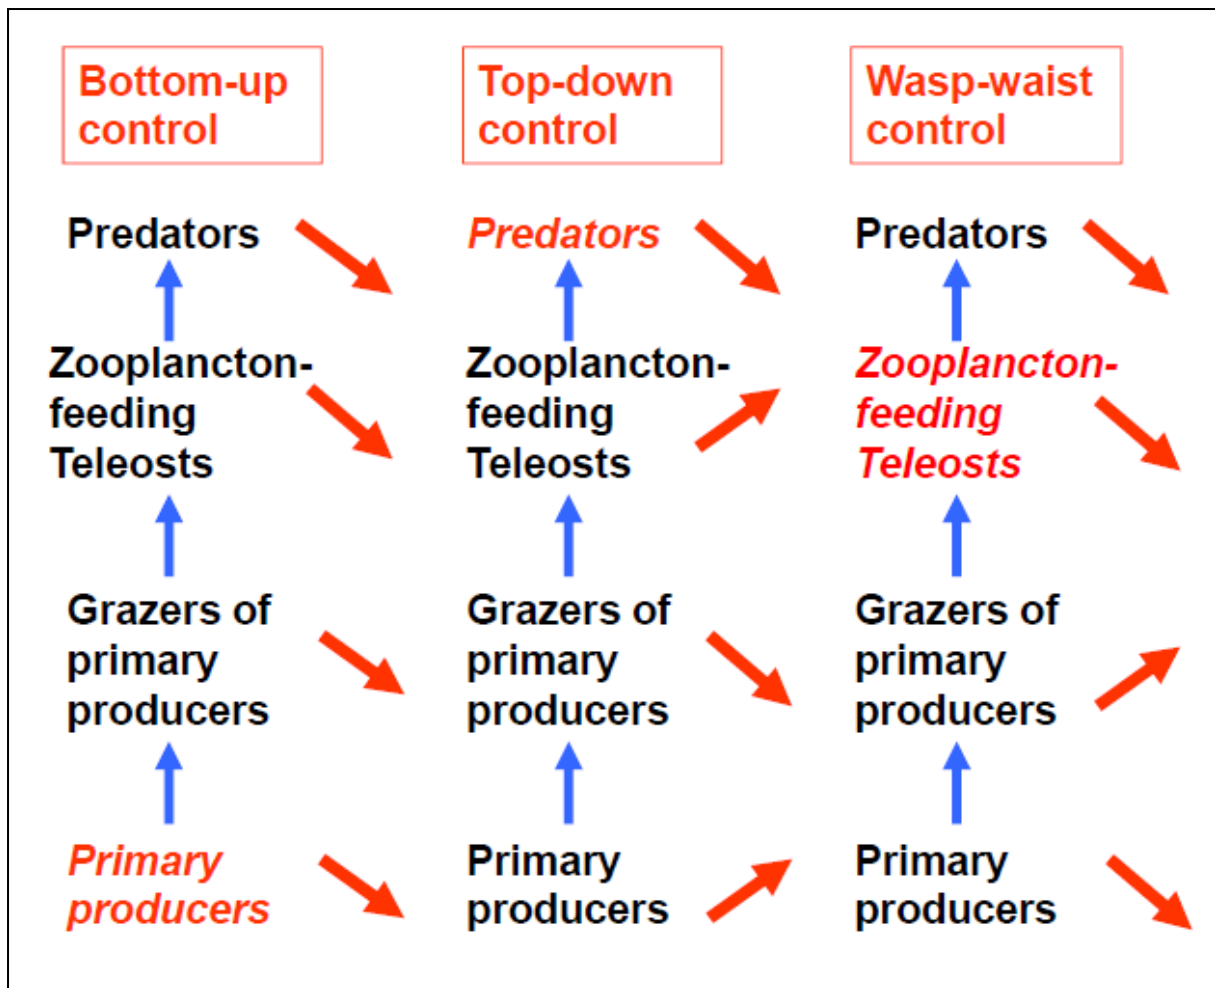 Bottom-up
control
Predators
Zooplancton-
feeding
Teleosts
Grazers of
primary
producers
Primary
producers
Top-down
control
Predators
Zooplancton-
feeding
Teleosts
Grazers of
primary
producers
Primary
producers
Wasp-waist
control
Predators
Zooplancton-
feeding
Teleosts
Grazers of
primary
producers
Primary
producers